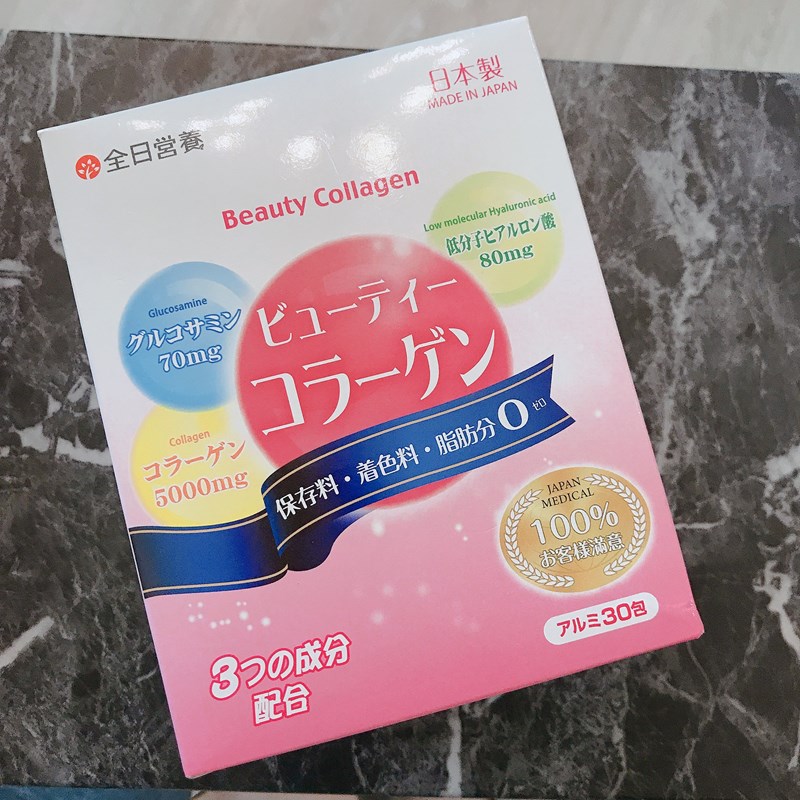 日本製
MADE IN JAPAN
全日営養
Beauty Collagen
Low molecular Hyaluronic acid
低分子ヒアルロン酸
80mg
Glucosamine
グルコサミン
70mg
ビューティー
コラーゲン
Collagen
コラーゲン
5000mg
保存料・着色料・脂肪分0ゼロ
JAPAN
MEDICAL
100%
お客様滿意
アルミ30包
3つの成分
配合